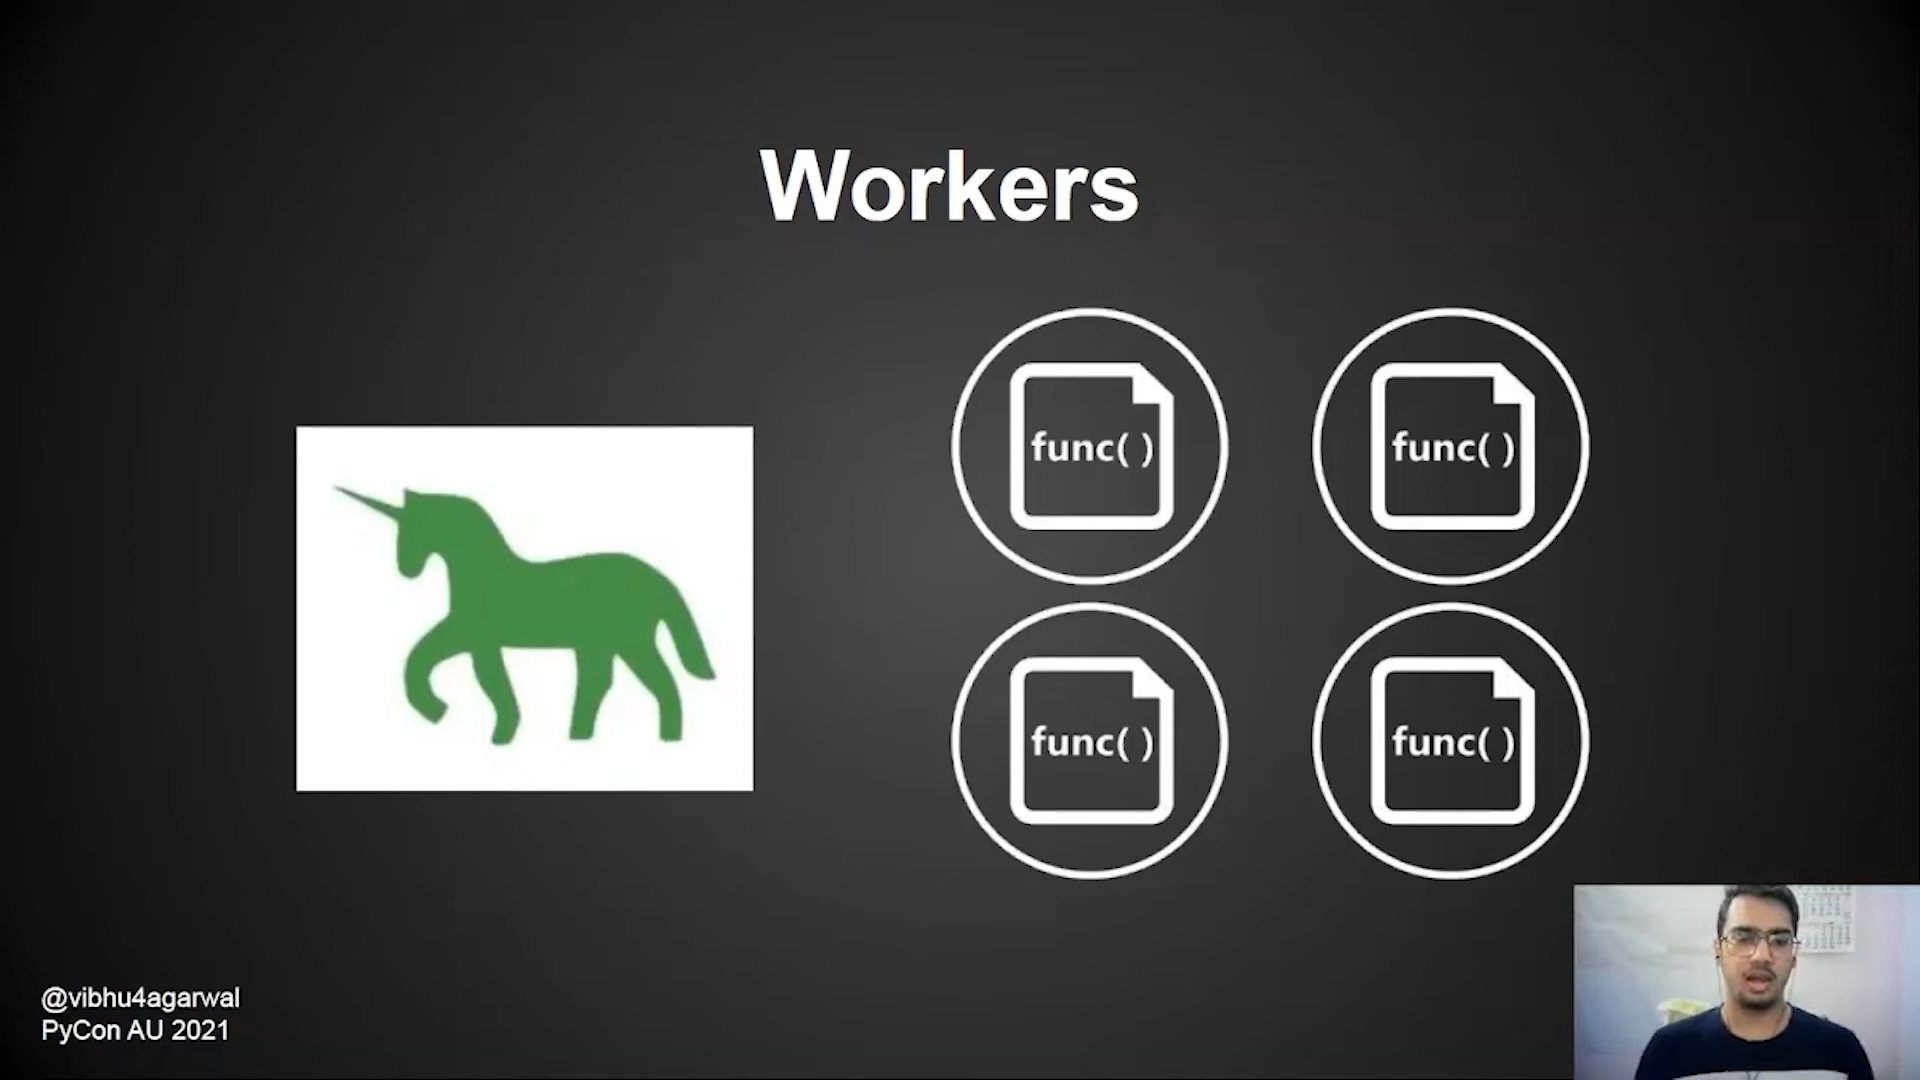 Workers
func( )
func( )
func( )
func( )
@vibhu4agarwal
PyCon AU 2021